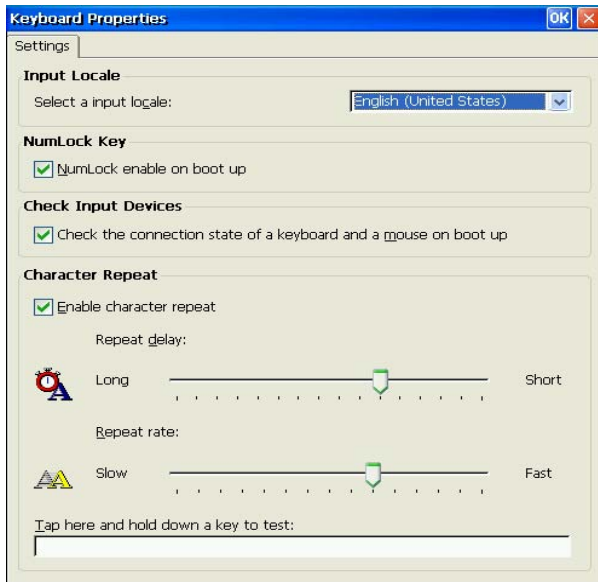 Keyboard Properties OK
Settings
Input Locale
Select a input locale: English (United States)
NumLock Key
NumLock enable on boot up
Check Input Devices
Check the connection state of a keyboard and a mouse on boot up
Character Repeat
Enable character repeat
Repeat delay:
Long Short
Repeat rate:
Slow Fast
Tap here and hold down a key to test: